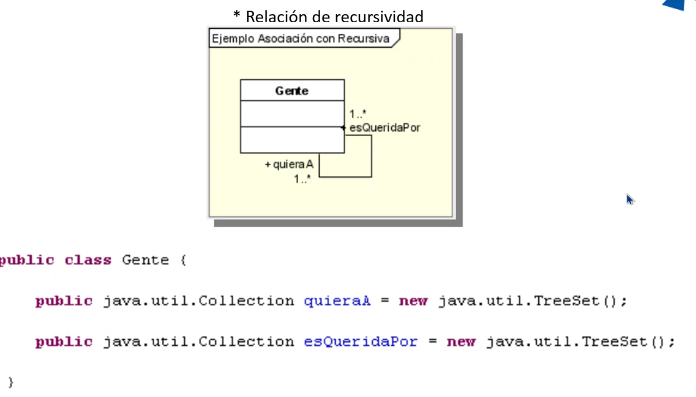 * Relación de recursividad
Ejemplo Asociación con Recursiva
Gente
1..*
+ esQueridaPor
+ quieraA
1..*
public class Gente {
public java.util.Collection quieraA = new java.util.TreeSet();
public java.util.Collection esQueridaPor = new java.util.TreeSet();
}